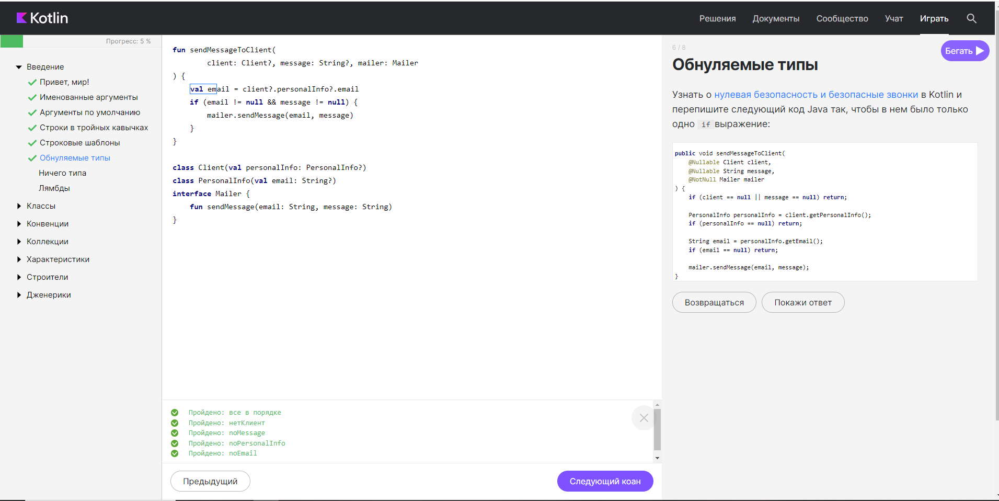 Kotlin
Решения Документы Сообщество Учат Играть
Прогресс: 5 %
Введение
Привет, мир!
Именованные аргументы
Аргументы по умолчанию
Строки в тройных кавычках
Строковые шаблоны
Обнуляемые типы
Ничего типа
Лямбды
Классы
Конвенции
Коллекции
Характеристики
Строители
Дженерики
fun sendMessageToClient(
        client: Client?, message: String?, mailer: Mailer
) {
    val email = client?.personalInfo?.email
    if (email != null && message != null) {
        mailer.sendMessage(email, message)
    }
}
class Client(val personalInfo: PersonalInfo?)
class PersonalInfo(val email: String?)
interface Mailer {
    fun sendMessage(email: String, message: String)
}
Пройдено: все в порядке
Пройдено: нетКлиент
Пройдено: noMessage
Пройдено: noPersonalInfo
Пройдено: noEmail
Предыдущий
Следующий коан
6 / 8
Бегать
Обнуляемые типы
Узнать о нулевая безопасность и безопасные звонки в Kotlin и
перепишите следующий код Java так, чтобы в нем было только
одно if выражение:
public void sendMessageToClient(
    @Nullable Client client,
    @Nullable String message,
    @NotNull Mailer mailer
) {
    if (client == null || message == null) return;
    PersonalInfo personalInfo = client.getPersonalInfo();
    if (personalInfo == null) return;
    String email = personalInfo.getEmail();
    if (email == null) return;
    mailer.sendMessage(email, message);
}
Возвращаться
Покажи ответ